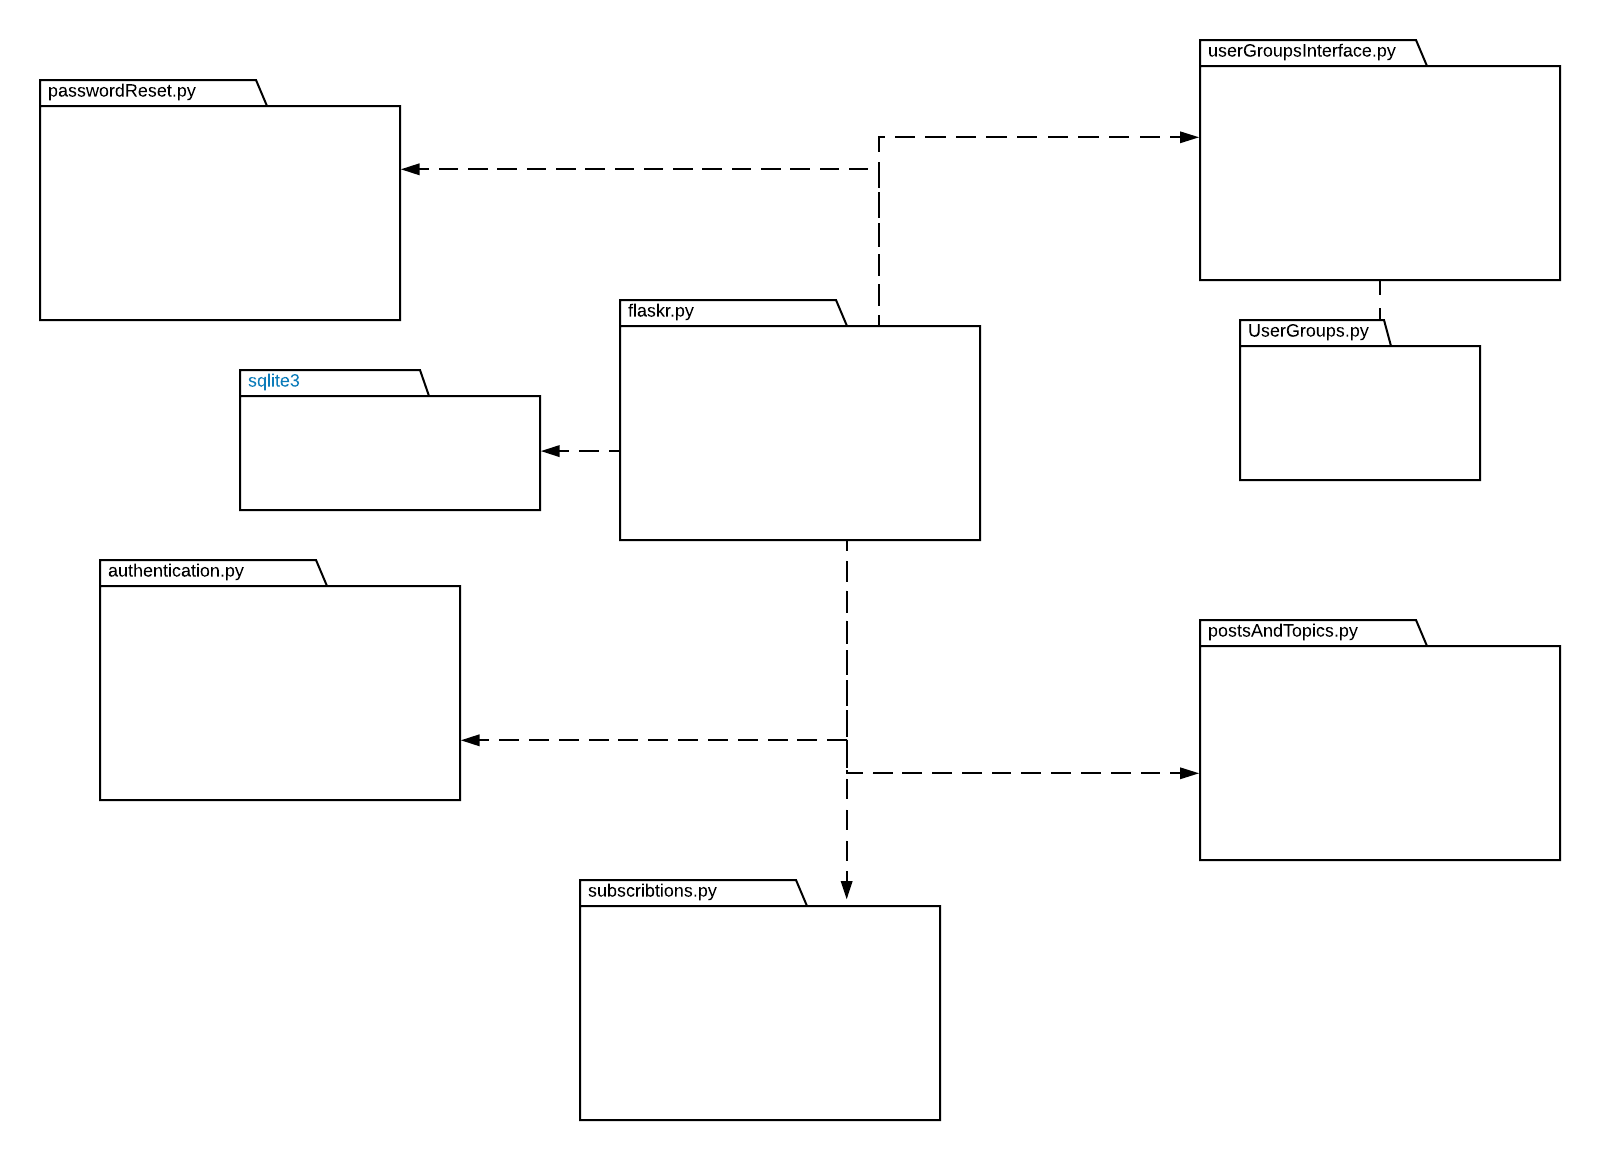 userGroupsInterface.py
passwordReset.py
flaskr.py
UserGroups.py
sqlite3
authentication.py
postsAndTopics.py
subscribtions.py